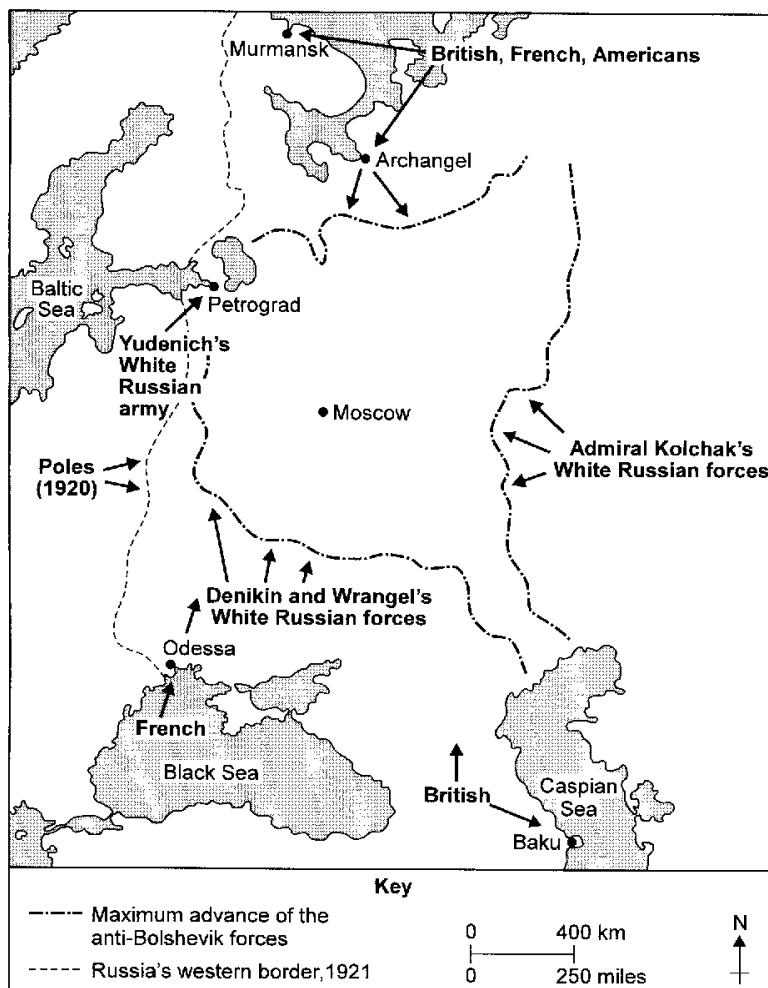 Murmansk
British, French, Americans
Archangel
Baltic
Sea
Petrograd
Yudenich's
White
Russian
army
Moscow
Poles
(1920)
Admiral Kolchak's
White Russian forces
Denikin and Wrangel's
White Russian forces
Odessa
French
Black Sea
British
Caspian
Sea
Baku
Key
Maximum advance of the
anti-Bolshevik forces
Russia's western border,1921
0 400 km
0 250 miles
N